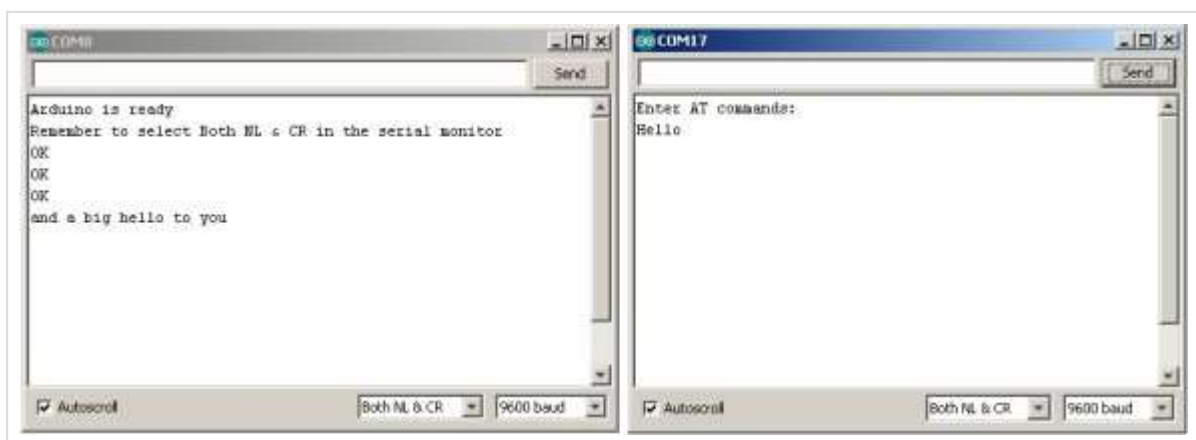 COM8
Send
Arduino is ready
Remember to select Both NL & CR in the serial monitor
OK
OK
OK
and a big hello to you
Autoscroll
Both NL & CR
9600 baud
COM17
Send
Enter AT commands:
Hello
Autoscroll
Both NL & CR
9600 baud